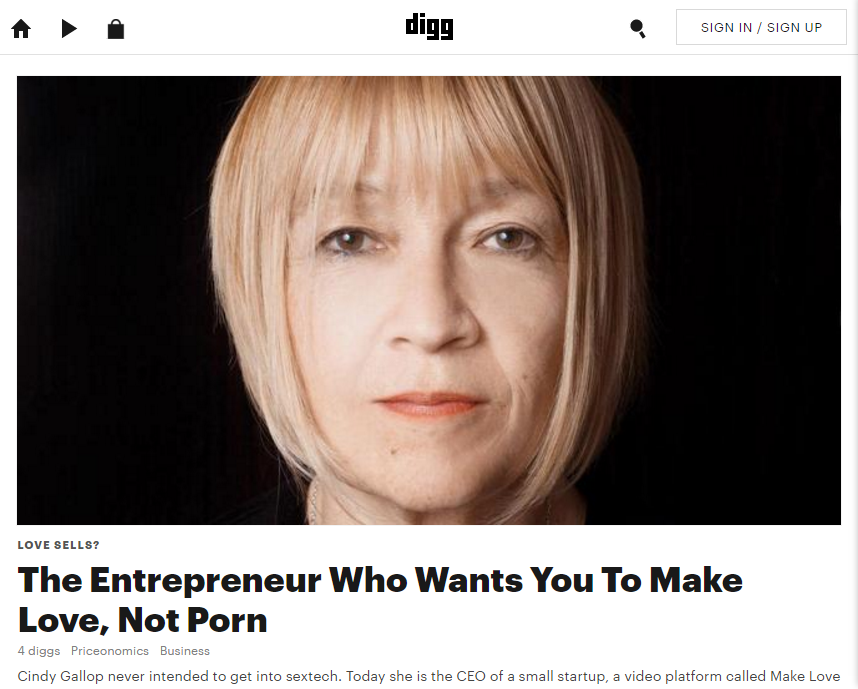 digg
SIGN IN / SIGN UP
LOVE SELLS?
The Entrepreneur Who Wants You To Make
Love, Not Porn
4 diggs Priceonomics Business
Cindy Gallop never intended to get into sextech. Today she is the CEO of a small startup, a video platform called Make Love